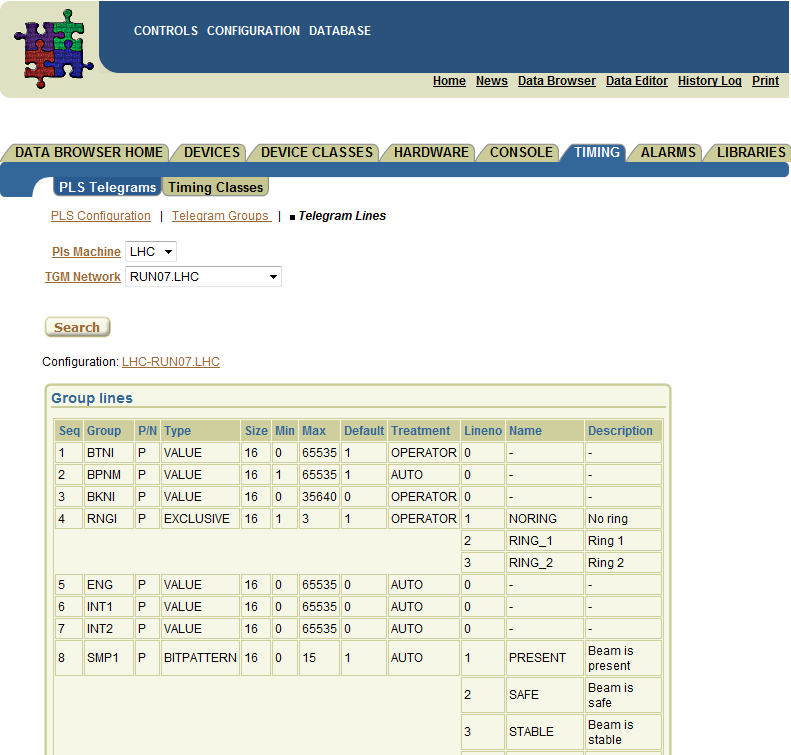 CONTROLS CONFIGURATION DATABASE
Home News Data Browser Data Editor History Log Print
DATA BROWSER HOME DEVICES DEVICE CLASSES HARDWARE CONSOLE TIMING ALARMS LIBRARIES
PLS Telegrams Timing Classes
PLS Configuration | Telegram Groups | Telegram Lines
Pls Machine LHC
TGM Network RUN07.LHC
Search
Configuration: LHC-RUN07.LHC
Group lines
Seq Group P/N Type Size Min Max Default Treatment Lineno Name Description
1 BTNI P VALUE 16 0 65535 1 OPERATOR 0 - -
2 BPNM P VALUE 16 1 65535 1 AUTO 0 - -
3 BKNI P VALUE 16 0 35640 0 OPERATOR 0 - -
4 RNGI P EXCLUSIVE 16 1 3 1 OPERATOR 1 NORING No ring
2 RING_1 Ring 1
3 RING_2 Ring 2
5 ENG P VALUE 16 0 65535 0 AUTO 0 - -
6 INT1 P VALUE 16 0 65535 0 AUTO 0 - -
7 INT2 P VALUE 16 0 65535 0 AUTO 0 - -
8 SMP1 P BITPATTERN 16 0 15 1 AUTO 1 PRESENT Beam is
present
2 SAFE Beam is
safe
3 STABLE Beam is
stable